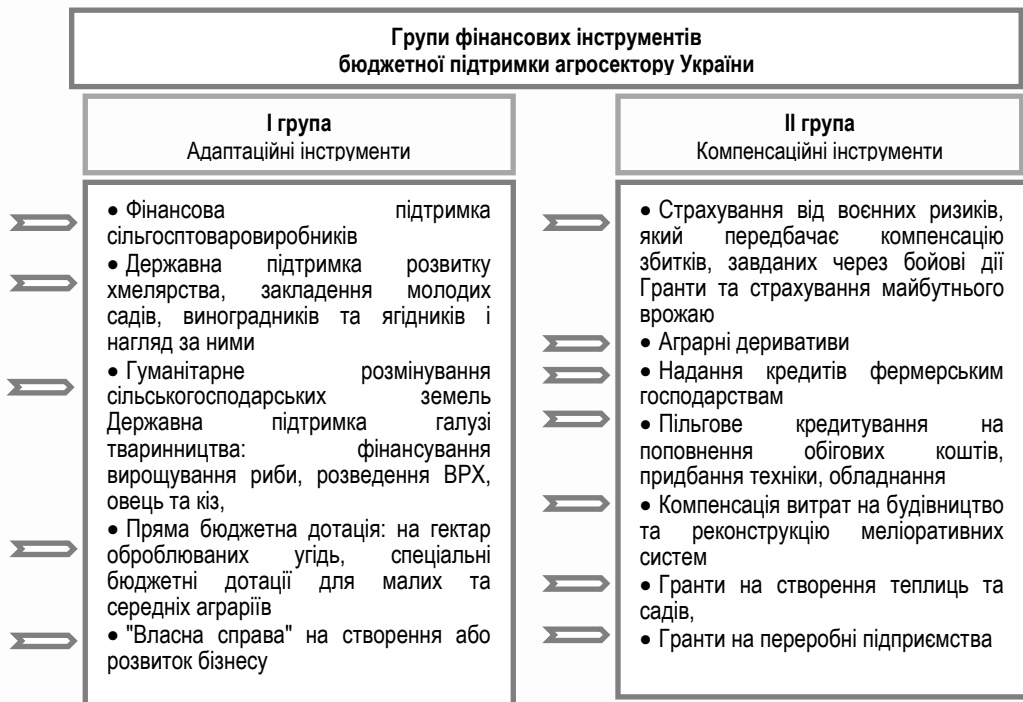 Групи фінансових інструментів
бюджетної підтримки агросектору України
І група
Адаптаційні інструменти
• Фінансова підтримка
сільгосптоваровиробників
• Державна підтримка розвитку
хмелярства, закладення молодих
садів, виноградників та ягідників і
нагляд за ними
• Гуманітарне розмінування
сільськогосподарських земель
Державна підтримка галузі
тваринництва: фінансування
вирощування риби, розведення ВРХ,
овець та кіз,
• Пряма бюджетна дотація: на гектар
оброблюваних угідь, спеціальні
бюджетні дотації для малих та
середніх аграріїв
• "Власна справа" на створення або
розвиток бізнесу
ІІ група
Компенсаційні інструменти
• Страхування від воєнних ризиків,
який передбачає компенсацію
збитків, завданих через бойові дії
Гранти та страхування майбутнього
врожаю
• Аграрні деривативи
• Надання кредитів фермерським
господарствам
• Пільгове кредитування на
поповнення обігових коштів,
придбання техніки, обладнання
• Компенсація витрат на будівництво
та реконструкцію меліоративних
систем
• Гранти на створення теплиць та
садів,
• Гранти на переробні підприємства